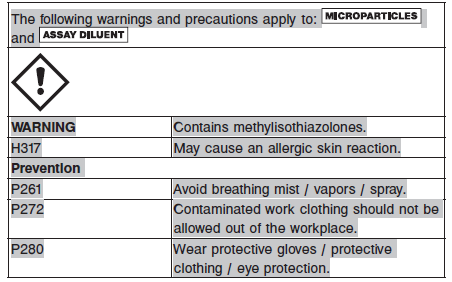 The following warnings and precautions apply to: MICROPARTICLES
and ASSAY DILUENT
WARNING Contains methylisothiazolones.
H317 May cause an allergic skin reaction.
Prevention
P261 Avoid breathing mist / vapors / spray.
P272 Contaminated work clothing should not be
allowed out of the workplace.
P280 Wear protective gloves / protective
clothing / eye protection.